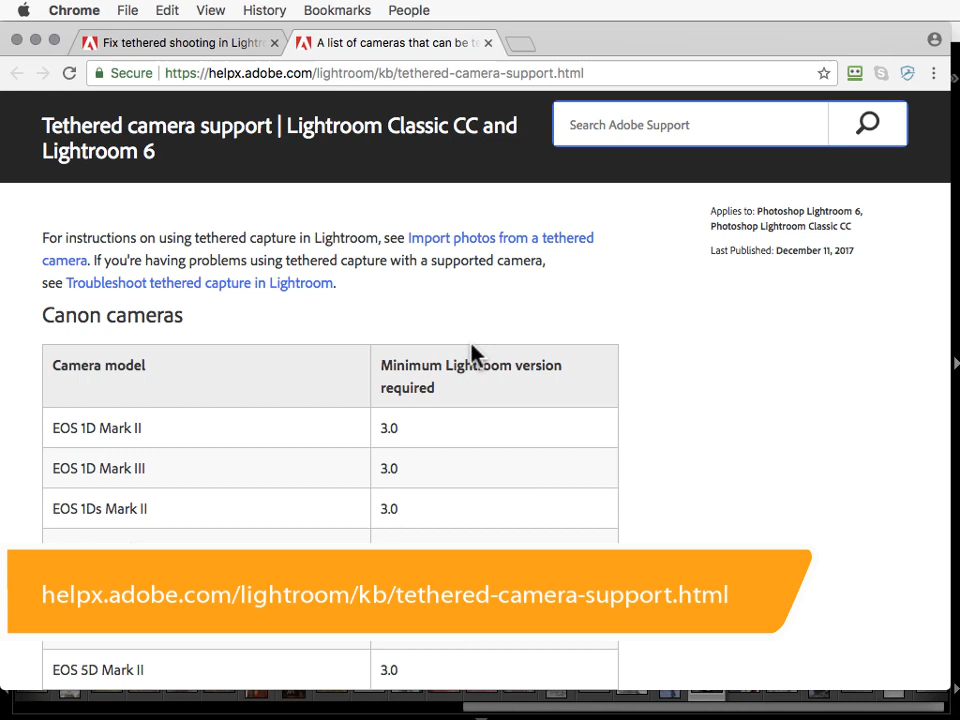 Chrome File Edit View History Bookmarks People
Fix tethered shooting in Lightr
A list of cameras that can be te
Secure https://helpx.adobe.com/lightroom/kb/tethered-camera-support.html
Tethered camera support | Lightroom Classic CC and
Lightroom 6
Search Adobe Support
Applies to: Photoshop Lightroom 6,
Photoshop Lightroom Classic CC
Last Published: December 11, 2017
For instructions on using tethered capture in Lightroom, see Import photos from a tethered
camera. If you're having problems using tethered capture with a supported camera,
see Troubleshoot tethered capture in Lightroom.
Canon cameras
Camera model
Minimum Lightroom version
required
EOS 1D Mark II 3.0
EOS 1D Mark III 3.0
EOS 1Ds Mark II 3.0
helpx.adobe.com/lightroom/kb/tethered-camera-support.html
EOS 5D Mark II 3.0